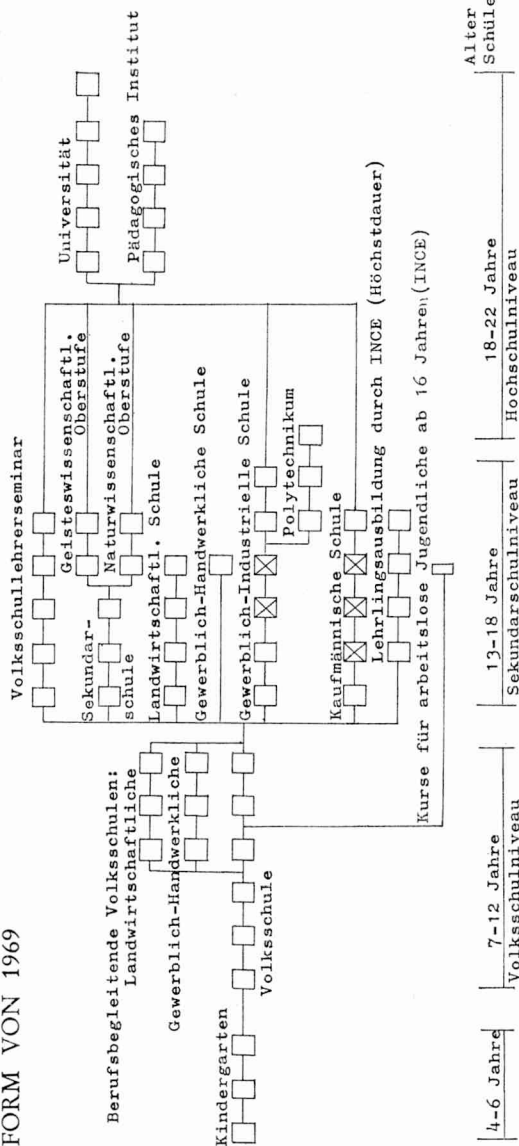 FORM VON 1969
Volksschullehrerseminar
Universität
Geisteswissenschaftl.
Oberstufe
Sekundar-
schule
Naturwissenschaftl.
Oberstufe
Pädagogisches Institut
Berufsbegleitende Volksschulen:
Landwirtschaftliche
Landwirtschaftl. Schule
Gewerblich-Handwerkliche
Gewerblich-Handwerkliche Schule
Kindergarten
Volksschule
Gewerblich-Industrielle Schule
Polytechnikum
Kaufmännische Schule
Lehrlingsausbildung durch INCE (Höchstdauer)
Kurse für arbeitslose Jugendliche ab 16 Jahren (INCE)
Alter
4-6 Jahre
7-12 Jahre
13-18 Jahre
18-22 Jahre
Volksschulniveau
Sekundarschulniveau
Hochschulniveau